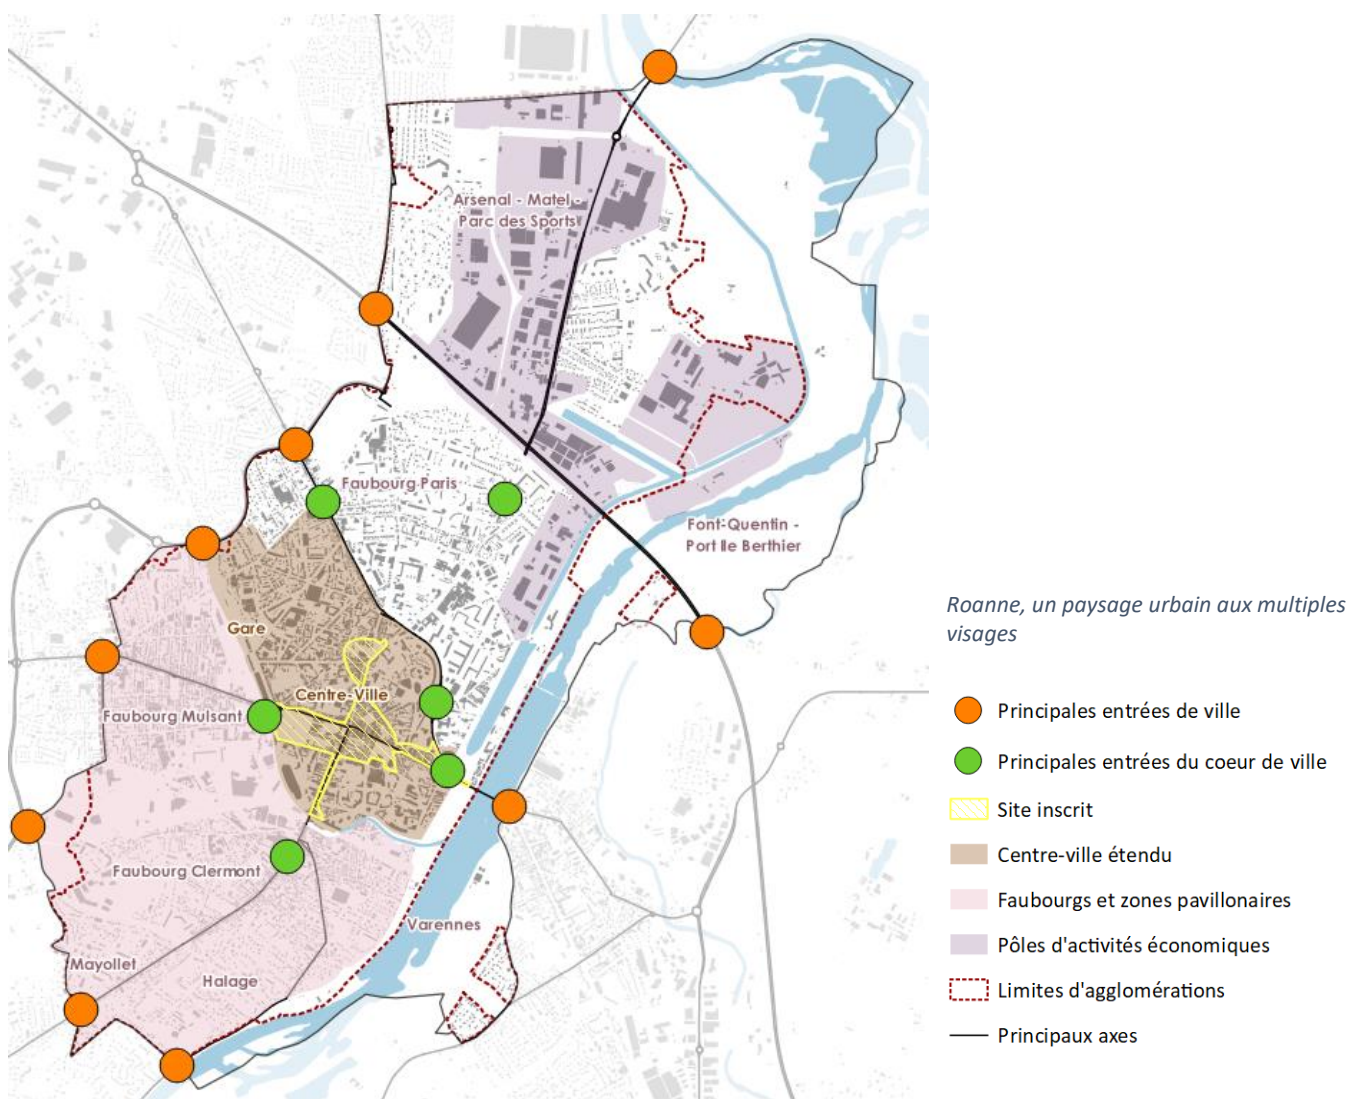 Arsenal - Matel -
Parc des Sports
Faubourg Paris
Font-Quentin -
Port Ile Berthier
Gare
Centre-Ville
Faubourg Mulsant
Faubourg Clermont
Varennes
Mayollet
Halage
Roanne, un paysage urbain aux multiples
visages
Principales entrées de ville
Principales entrées du coeur de ville
Site inscrit
Centre-ville étendu
Faubourgs et zones pavillonaires
Pôles d'activités économiques
Limites d'agglomérations
Principaux axes